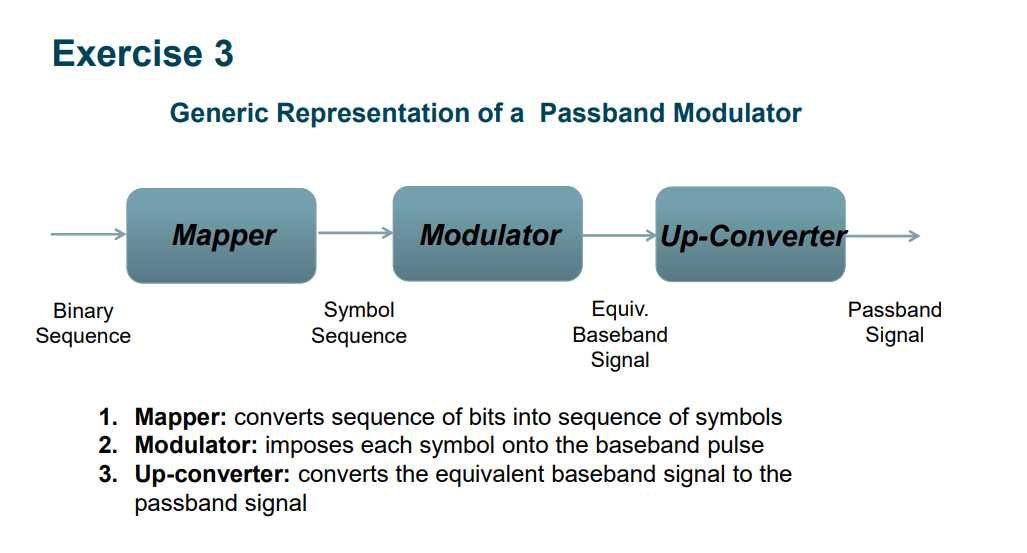 Exercise 3
Generic Representation of a Passband Modulator
Mapper
Modulator
Up-Converter
Binary
Sequence
Symbol
Sequence
Equiv.
Baseband
Signal
Passband
Signal
1. Mapper: converts sequence of bits into sequence of symbols
2. Modulator: imposes each symbol onto the baseband pulse
3. Up-converter: converts the equivalent baseband signal to the
passband signal